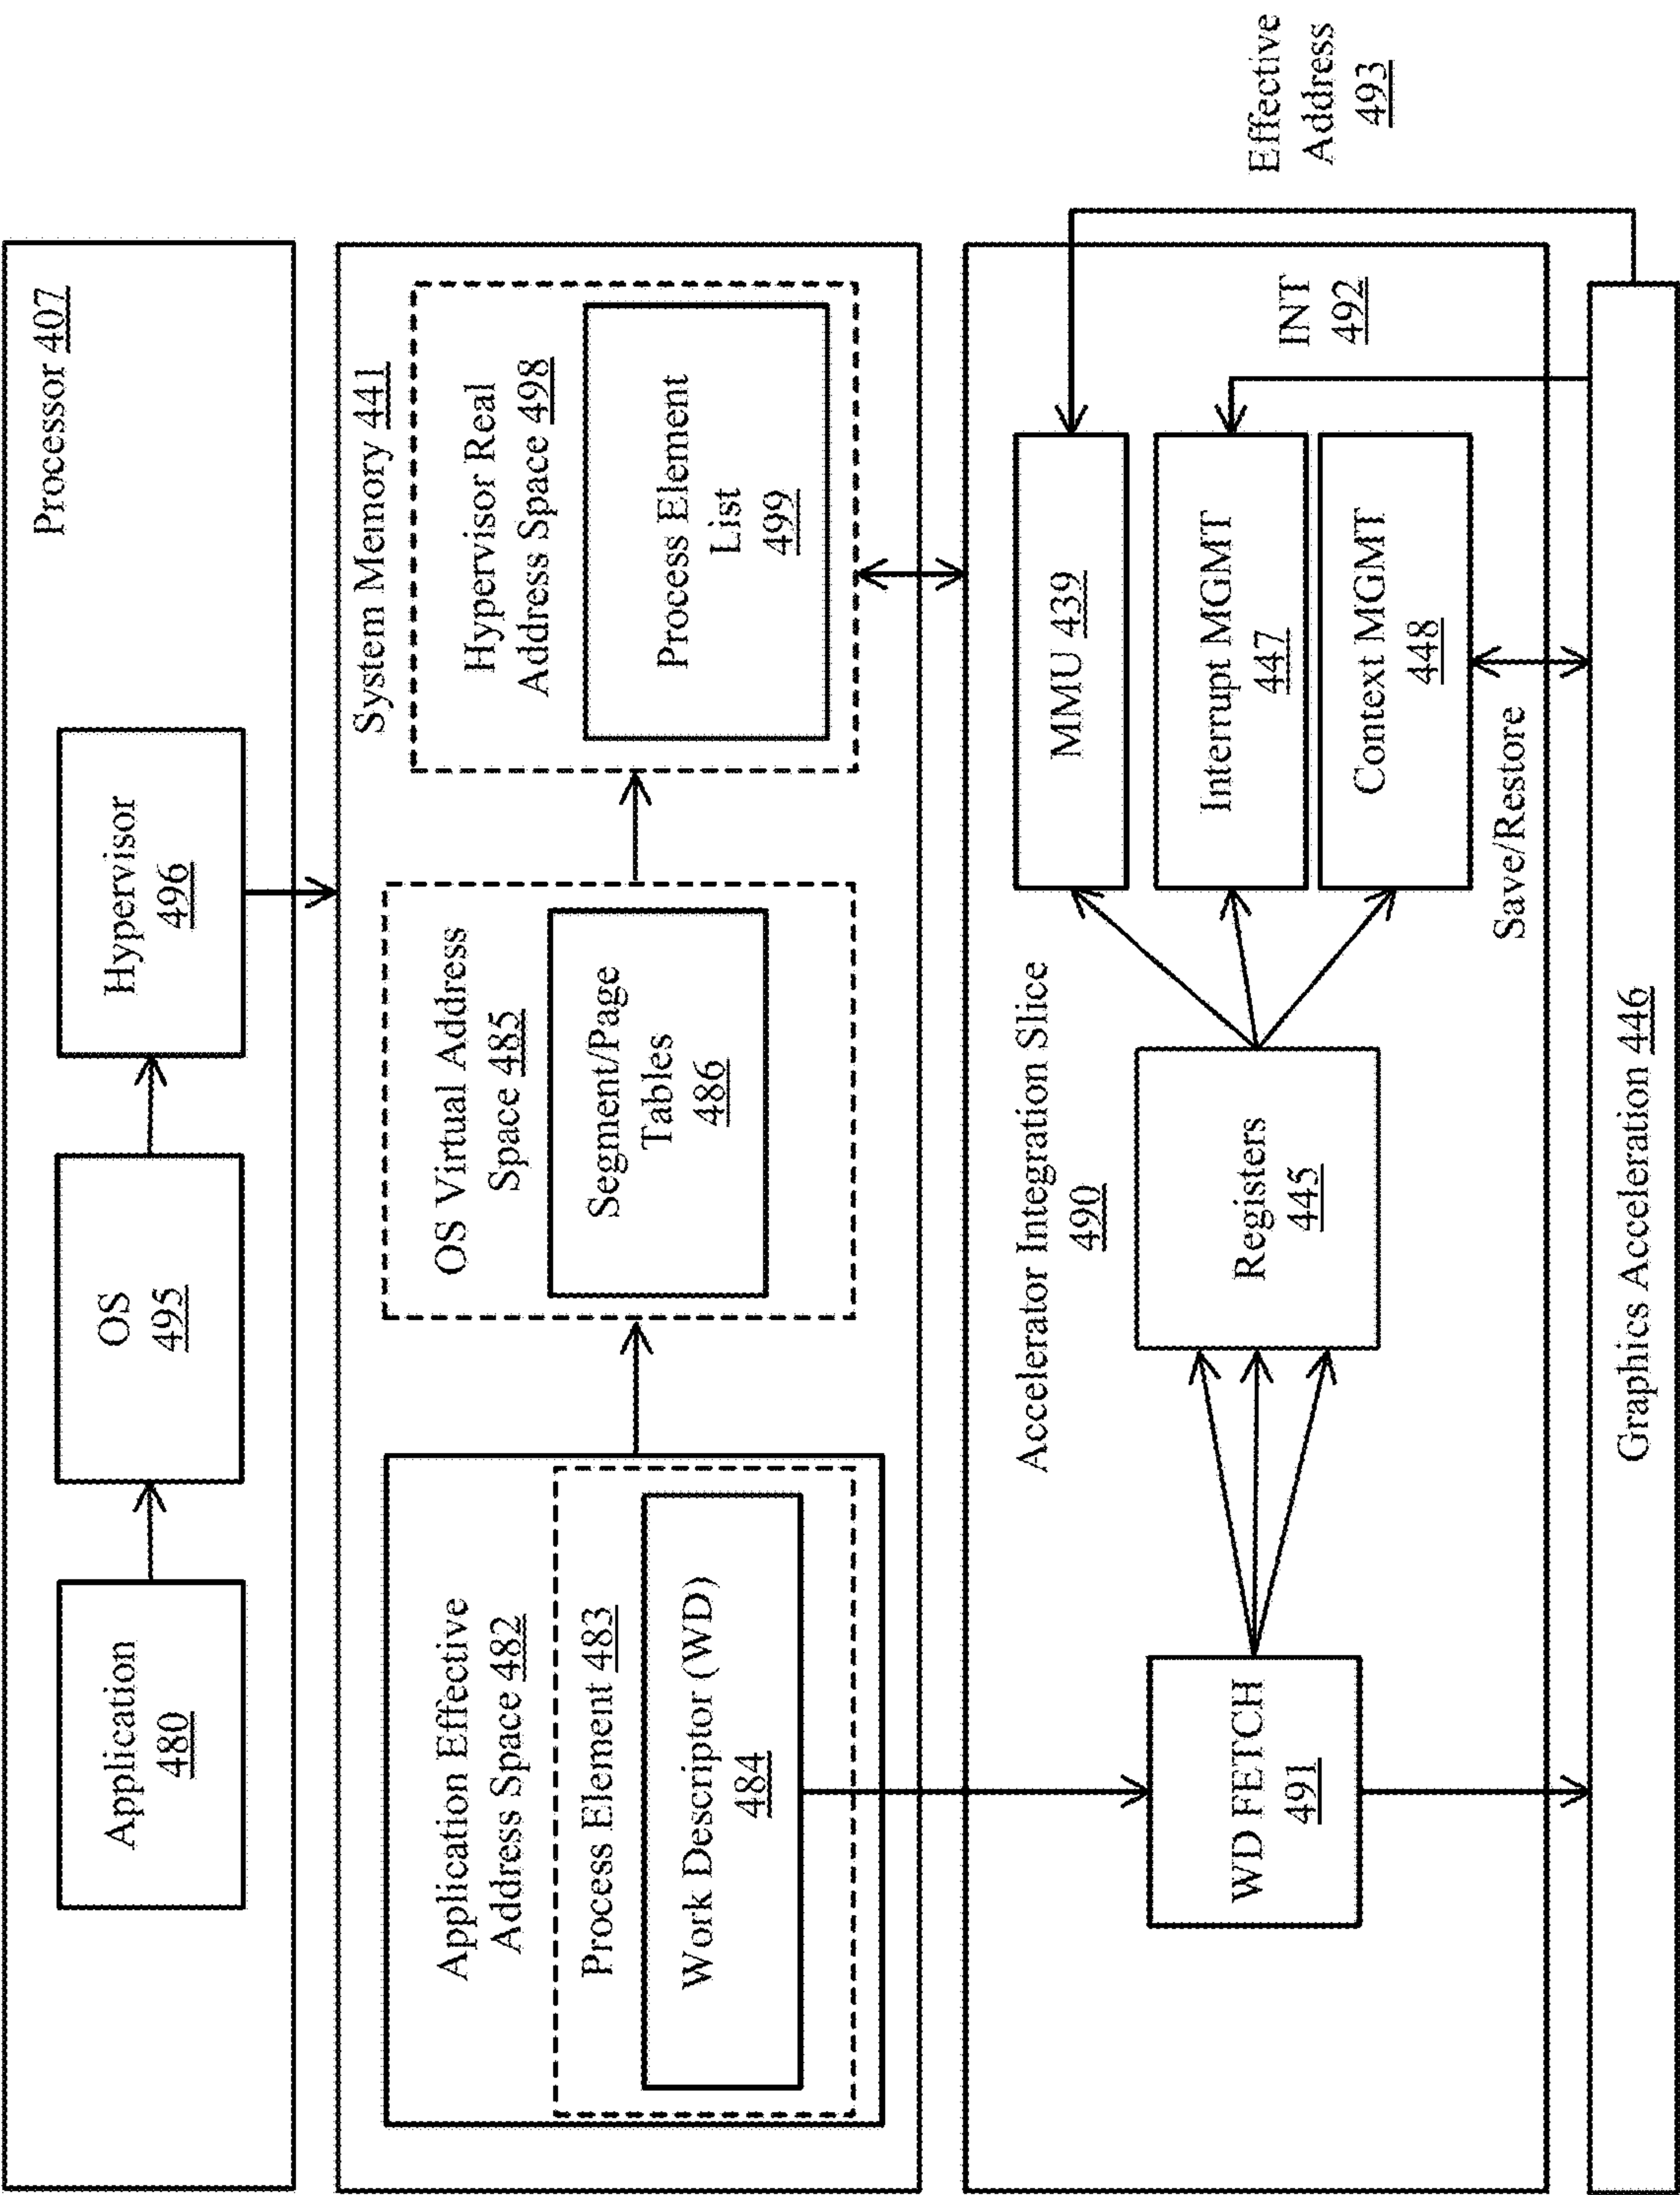 Processor 407
Application
480
OS
495
Hypervisor
496
System Memory 441
Application Effective
Address Space 482
Process Element 483
Work Descriptor (WD)
484
OS Virtual Address
Space 485
Segment/Page
Tables
486
Hypervisor Real
Address Space 498
Process Element
List
499
Accelerator Integration Slice
490
WD FETCH
491
Registers
445
MMU 439
Interrupt MGMT
447
Context MGMT
448
INT
492
Effective
Address
493
Save/Restore
Graphics Acceleration 446